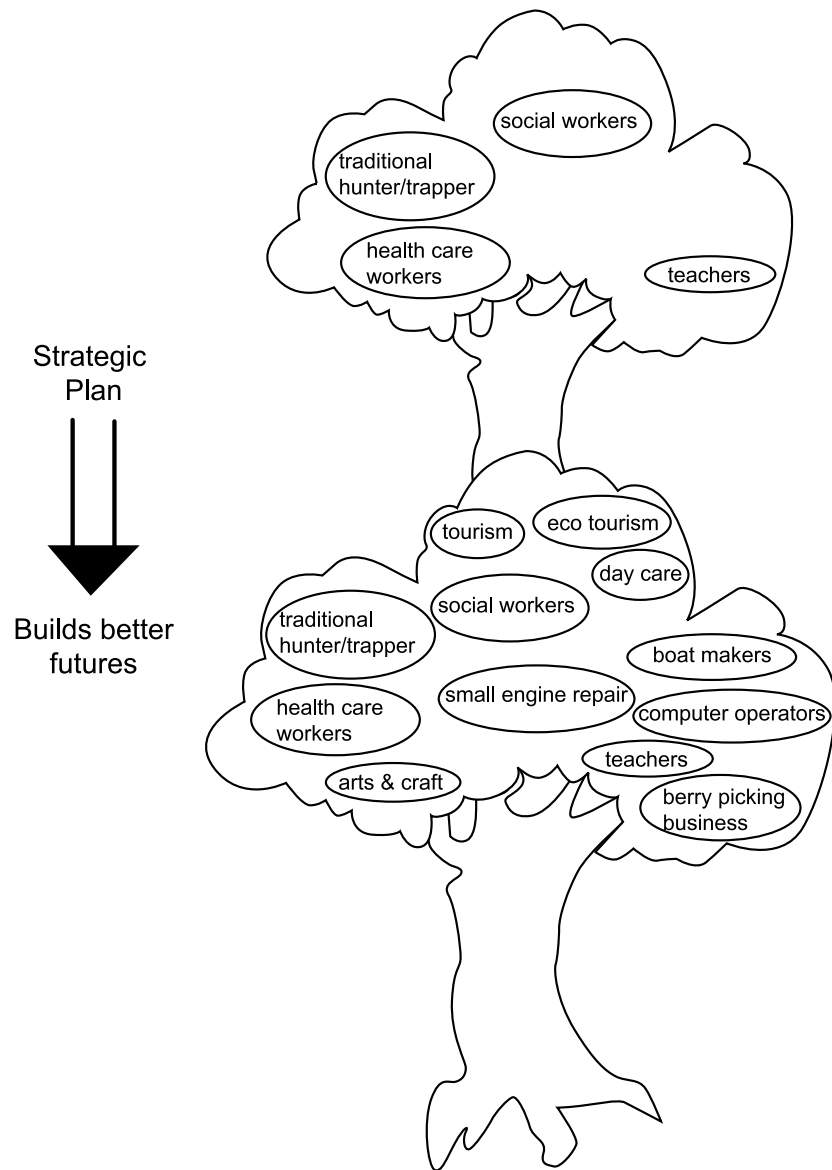 social workers
traditional
hunter/trapper
health care
workers
teachers
Strategic
Plan
Builds better
futures
tourism
eco tourism
day care
social workers
traditional
hunter/trapper
boat makers
small engine repair
health care
workers
computer operators
teachers
arts & craft
berry picking
business